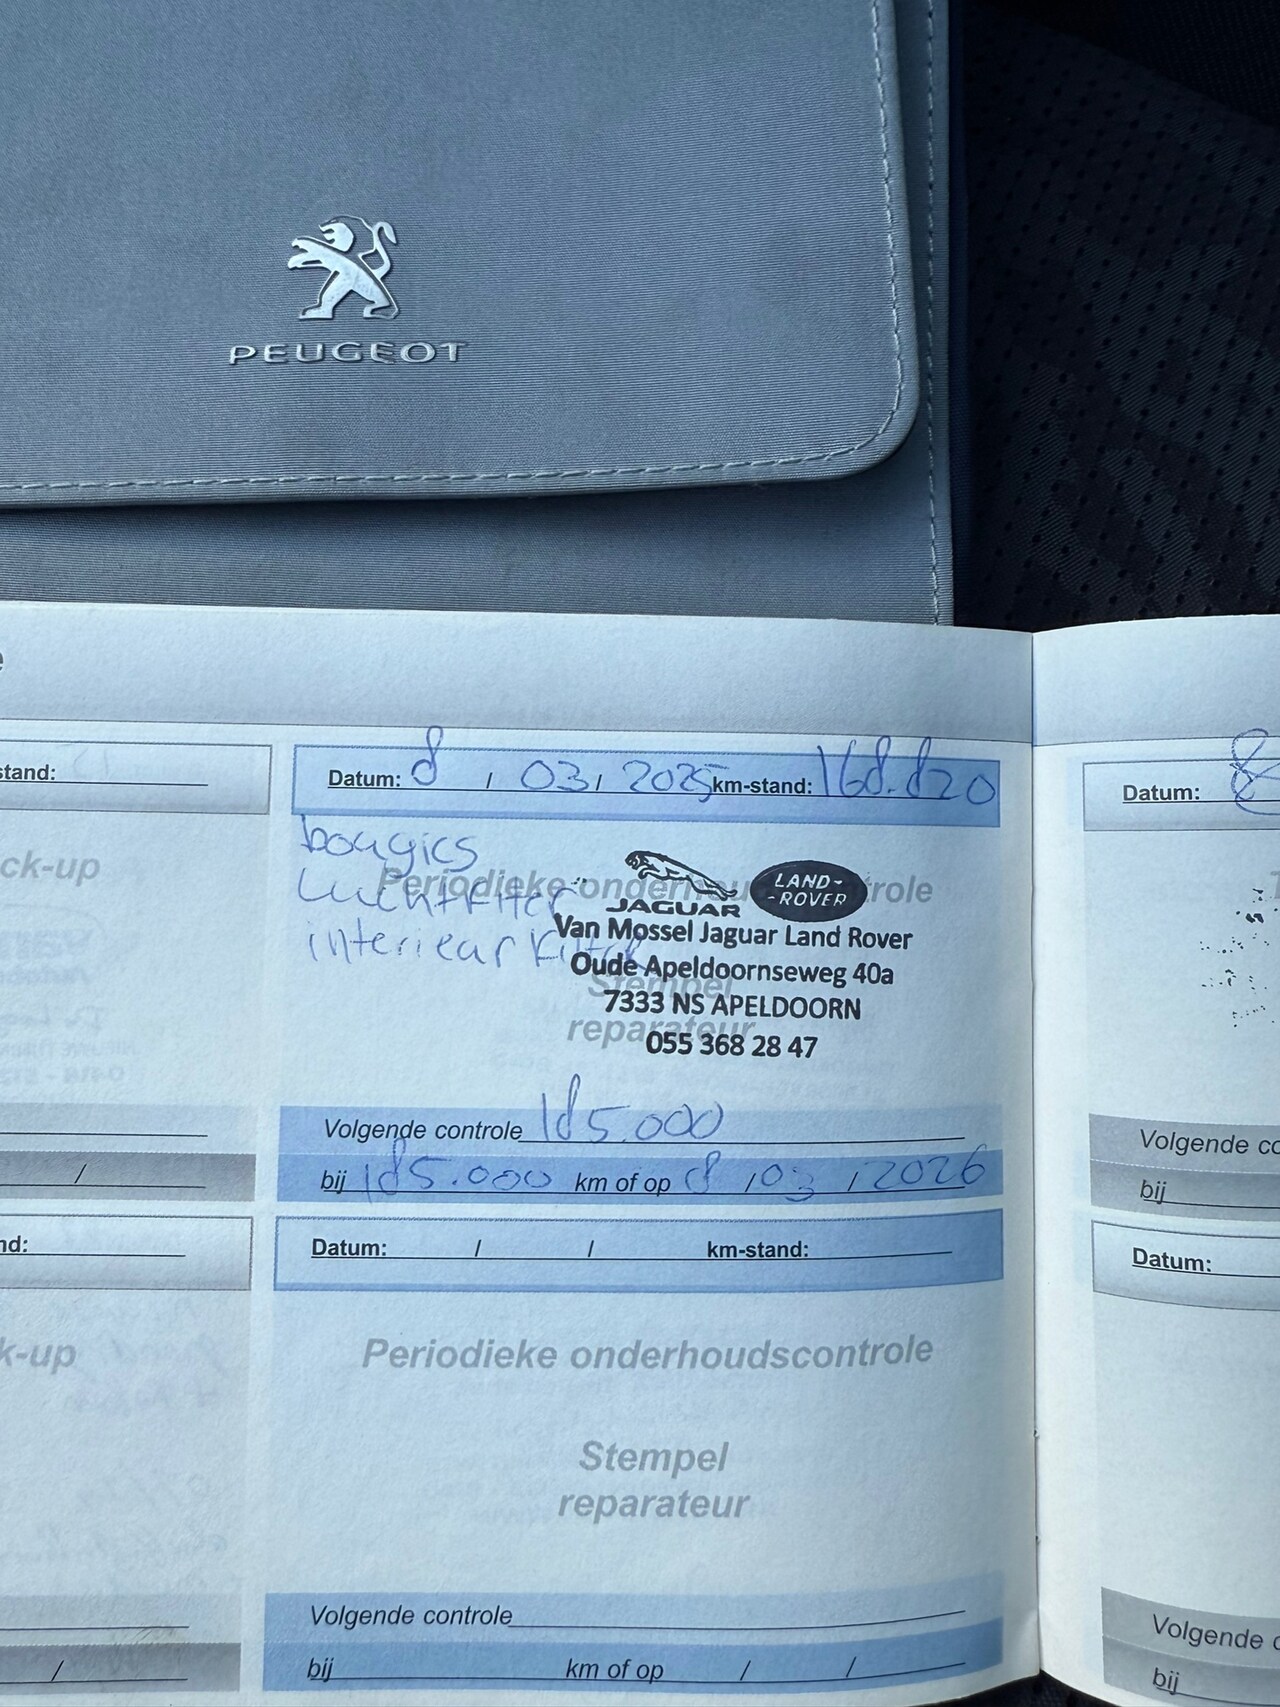 PEUGEOT
e
stand:
ck-up
/
Datum: 8 / 03 / 2025 km-stand: 168.820
bougies
Luchtfilter
interieur filter
Periodieke onderhoudscontrole
JAGUAR
LAND-
-ROVER
Van Mossel Jaguar Land Rover
Oude Apeldoornseweg 40a
7333 NS APELDOORN
055 368 28 47
Stempel
reparateur
Volgende controle 185.000
bij 185.000 km of op 8 / 03 / 2026
Datum: / / km-stand:
Periodieke onderhoudscontrole
Stempel
reparateur
Volgende controle
bij km of op / /
nd:
k-up
/
Datum: 8
Volgende co
bij
Datum:
Volgende c
bij